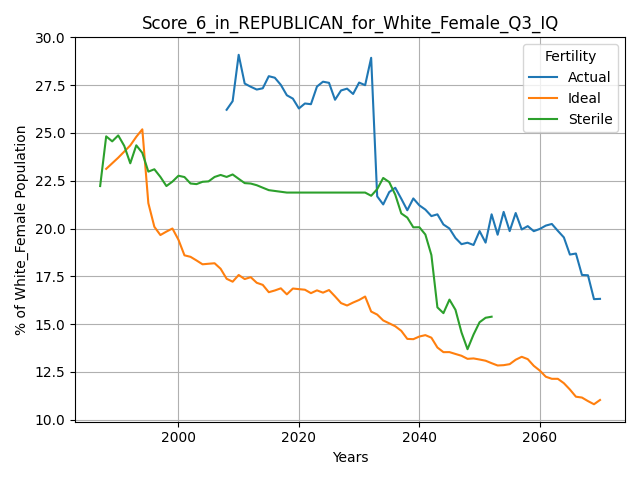 Score_6_in_REPUBLICAN_for_White_Female_Q3_IQ
Fertility
Actual
Ideal
Sterile
% of White_Female Population
30.0
27.5
25.0
22.5
20.0
17.5
15.0
12.5
10.0
2000
2020
2040
2060
Years